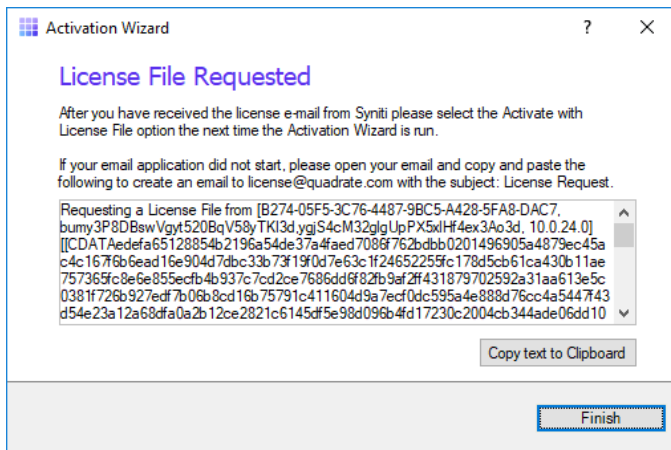 Activation Wizard
License File Requested
After you have received the license e-mail from Syniti please select the Activate with
License File option the next time the Activation Wizard is run.
If your email application did not start, please open your email and copy and paste the
following to create an email to license@quadrate.com with the subject: License Request.
Requesting a License File from [B274-05F5-3C76-4487-9BC5-A428-5FA8-DAC7,
bumy3P8DBswVgyt520BqV58yTKI3d,ygjS4cM32glgUpPX5xlHf4ex3Ao3d, 10.0.24.0]
[[CDATAedefa65128854b2196a54de37a4faed7086f762bdbb0201496905a4879ec45a
c4c167f6b6ead16e904d7dbc33b73f19f0d7e63c1f24652255fc178d5cb61ca430b11ae
757365fc8e6e855ecfb4b937c7cd2ce7686dd6f82fb9af2ff431879702592a31aa613e5c
0381f726b927edf7b06b8cd16b75791c411604d9a7ecf0dc595a4e888d76cc4a5447f43
d54e23a12a68dfa0a2b12ce2821c6145df5e98d096b4fd17230c2004cb344ade06dd10
Copy text to Clipboard
Finish